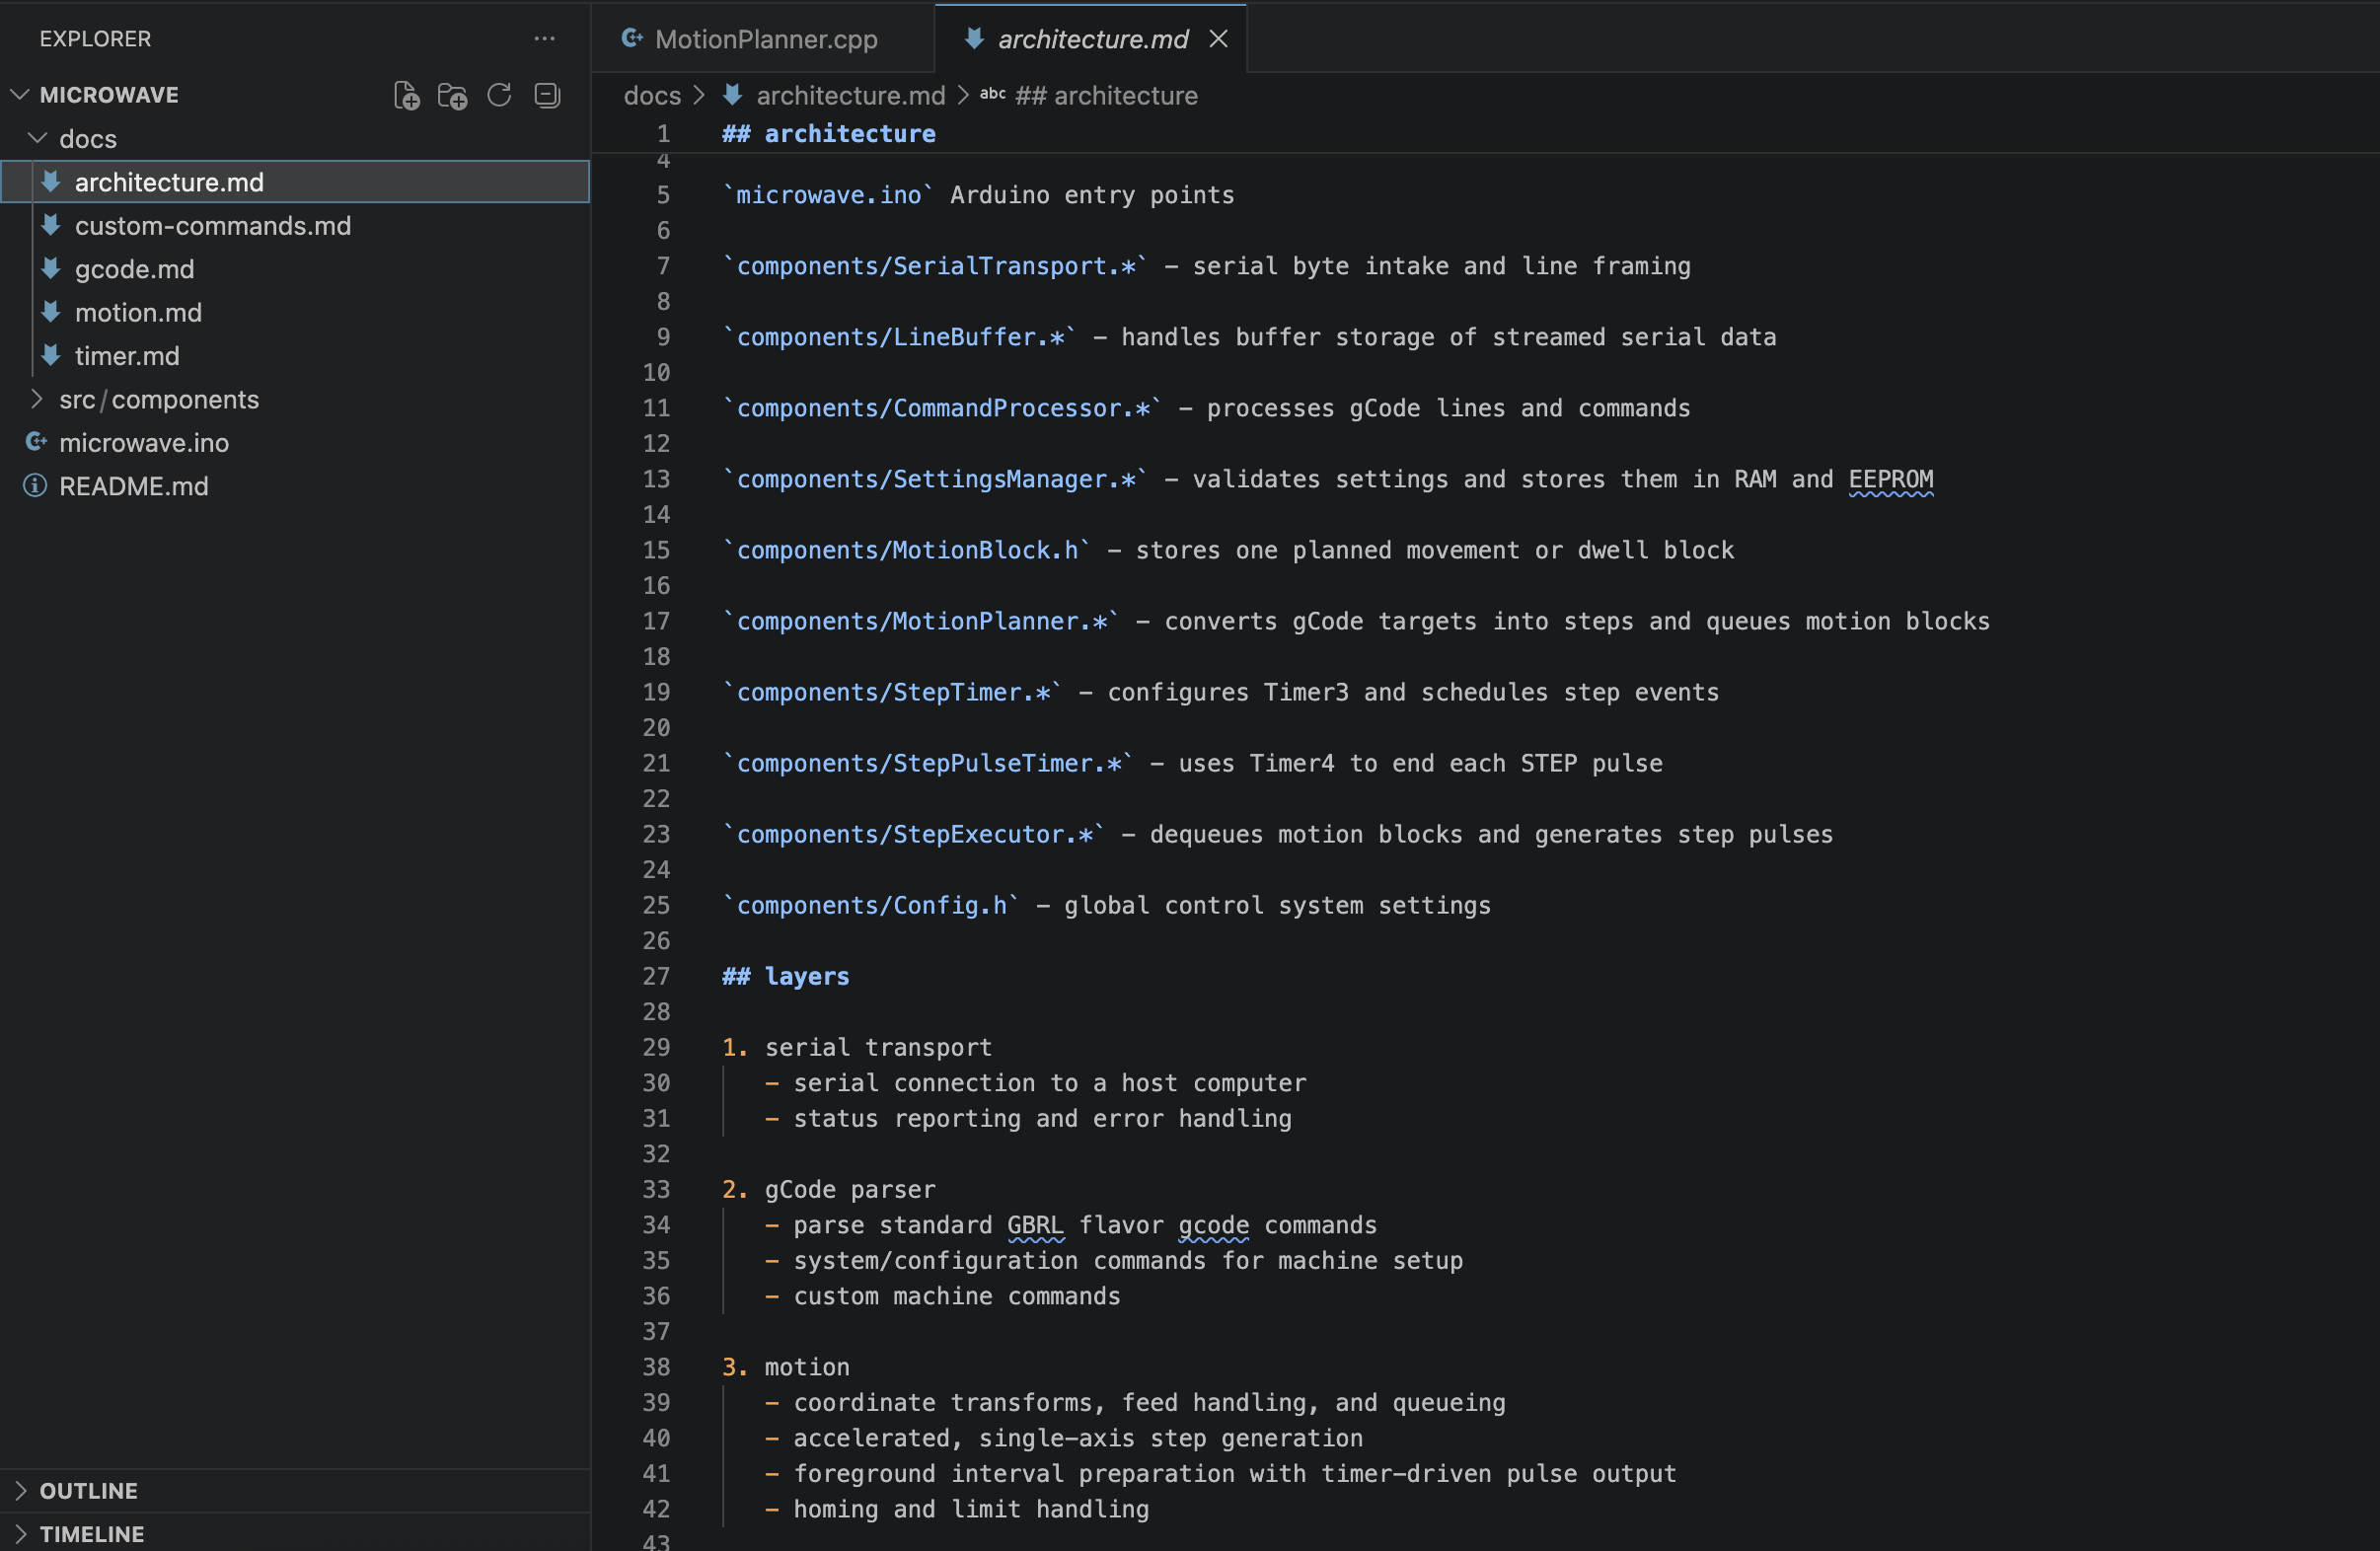 EXPLORER
MICROWAVE
docs
architecture.md
custom-commands.md
gcode.md
motion.md
timer.md
src/components
microwave.ino
README.md
OUTLINE
TIMELINE
MotionPlanner.cpp
architecture.md
docs > architecture.md > abc ## architecture
1 ## architecture
4
5 `microwave.ino` Arduino entry points
6
7 `components/SerialTransport.*` – serial byte intake and line framing
8
9 `components/LineBuffer.*` – handles buffer storage of streamed serial data
10
11 `components/CommandProcessor.*` – processes gCode lines and commands
12
13 `components/SettingsManager.*` – validates settings and stores them in RAM and EEPROM
14
15 `components/MotionBlock.h` – stores one planned movement or dwell block
16
17 `components/MotionPlanner.*` – converts gCode targets into steps and queues motion blocks
18
19 `components/StepTimer.*` – configures Timer3 and schedules step events
20
21 `components/StepPulseTimer.*` – uses Timer4 to end each STEP pulse
22
23 `components/StepExecutor.*` – dequeues motion blocks and generates step pulses
24
25 `components/Config.h` – global control system settings
26
27 ## layers
28
29 1. serial transport
30 - serial connection to a host computer
31 - status reporting and error handling
32
33 2. gCode parser
34 - parse standard GBRL flavor gcode commands
35 - system/configuration commands for machine setup
36 - custom machine commands
37
38 3. motion
39 - coordinate transforms, feed handling, and queueing
40 - accelerated, single-axis step generation
41 - foreground interval preparation with timer-driven pulse output
42 - homing and limit handling
43